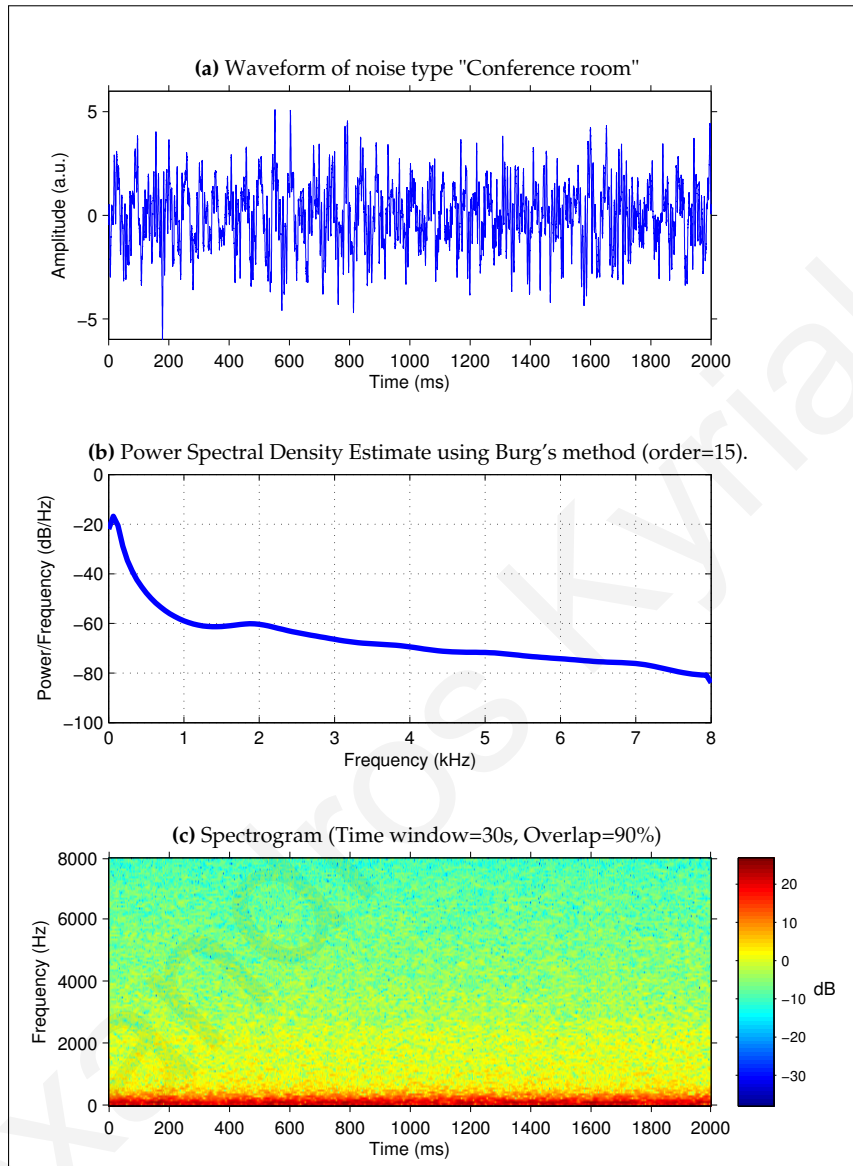 (a) Waveform of noise type "Conference room"
5
0
−5
Amplitude (a.u.)
0 200 400 600 800 1000 1200 1400 1600 1800 2000
Time (ms)
(b) Power Spectral Density Estimate using Burg's method (order=15).
0
−20
−40
−60
−80
−100
Power/Frequency (dB/Hz)
0 1 2 3 4 5 6 7 8
Frequency (kHz)
(c) Spectrogram (Time window=30s, Overlap=90%)
8000
6000
4000
2000
0
Frequency (Hz)
0 200 400 600 800 1000 1200 1400 1600 1800 2000
Time (ms)
20
10
0
−10
−20
−30
dB